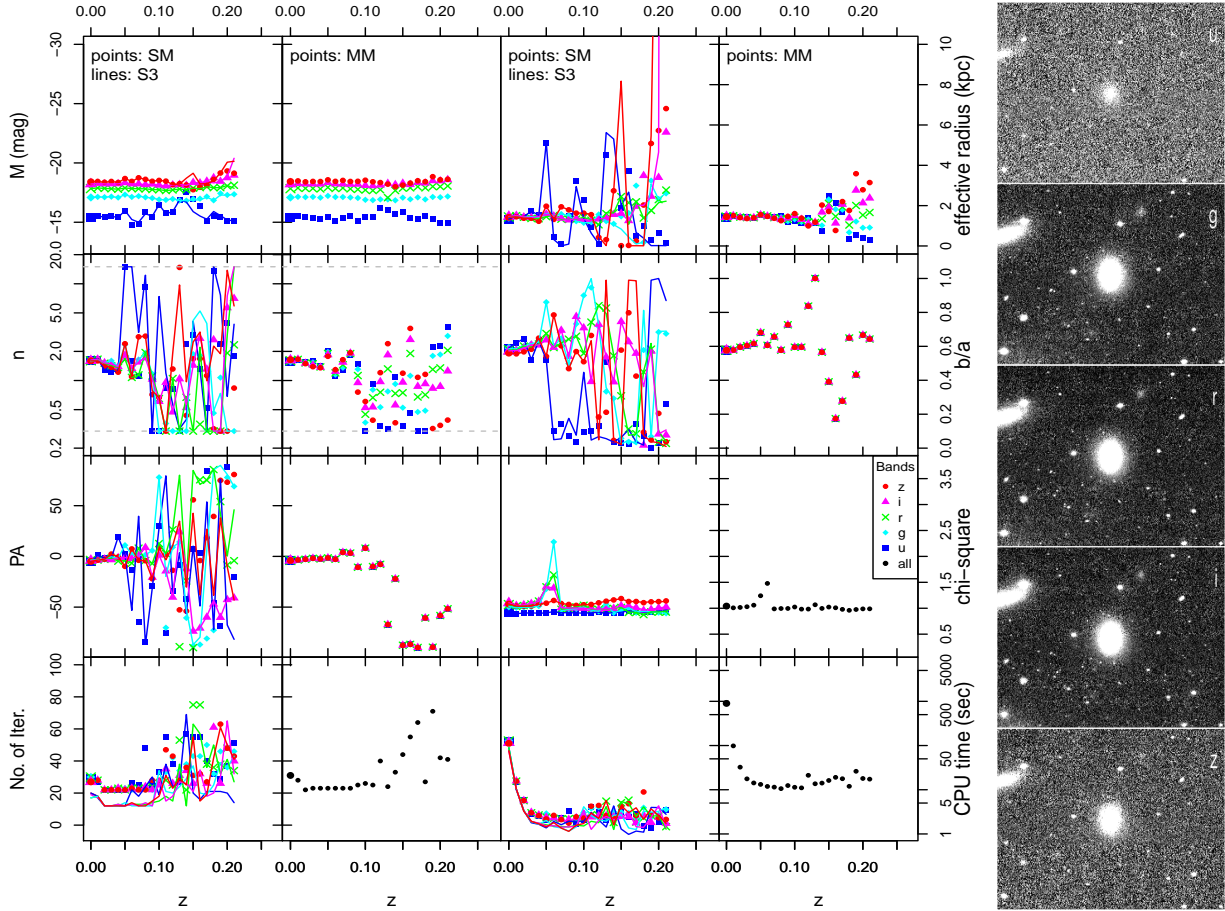 0.00 0.10 0.20 0.00 0.10 0.20 0.00 0.10 0.20 0.00 0.10 0.20
points: SM
lines: S3
points: MM
points: SM
lines: S3
points: MM
M (mag)
−30
−25
−20
−15
effective radius (kpc)
10
8
6
4
2
0
n
20.0
5.0
2.0
0.5
0.2
b/a
1.0
0.8
0.6
0.4
0.2
0.0
PA
50
0
−50
Bands
z
i
r
g
u
all
chi−square
3.5
2.5
1.5
0.5
No. of Iter.
100
80
60
40
20
0
CPU time (sec)
5000
500
50
5
1
0.00 0.10 0.20 0.00 0.10 0.20 0.00 0.10 0.20 0.00 0.10 0.20
z z z z
u
g
r
i
z